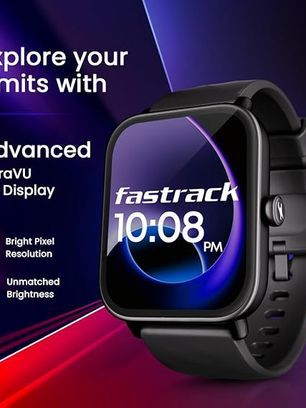 xplore your
mits with
dvanced
raVU
Display
Bright Pixel
Resolution
Unmatched
Brightness
fastrack
10:08
PM